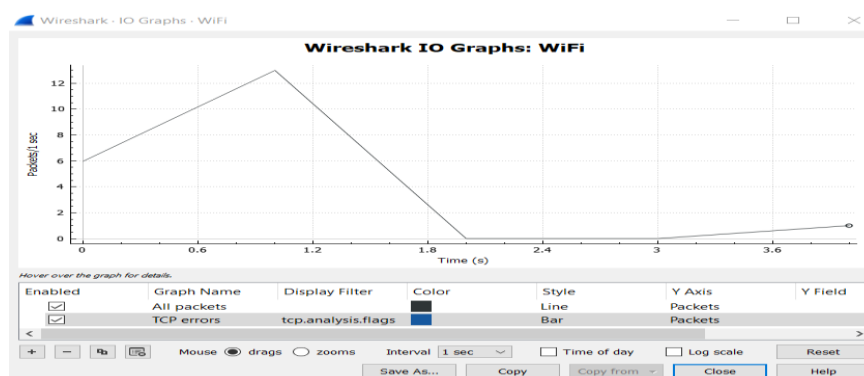 Wireshark · IO Graphs · WiFi
Wireshark IO Graphs: WiFi
12
10
8
6
4
2
0
Packets/1 sec
0 0.6 1.2 1.8 2.4 3 3.6
Time (s)
Hover over the graph for details.
Enabled Graph Name Display Filter Color Style Y Axis Y Field
All packets Line Packets
TCP errors tcp.analysis.flags Bar Packets
Mouse drags zooms Interval 1 sec Time of day Log scale Reset
Save As... Copy Copy from Close Help